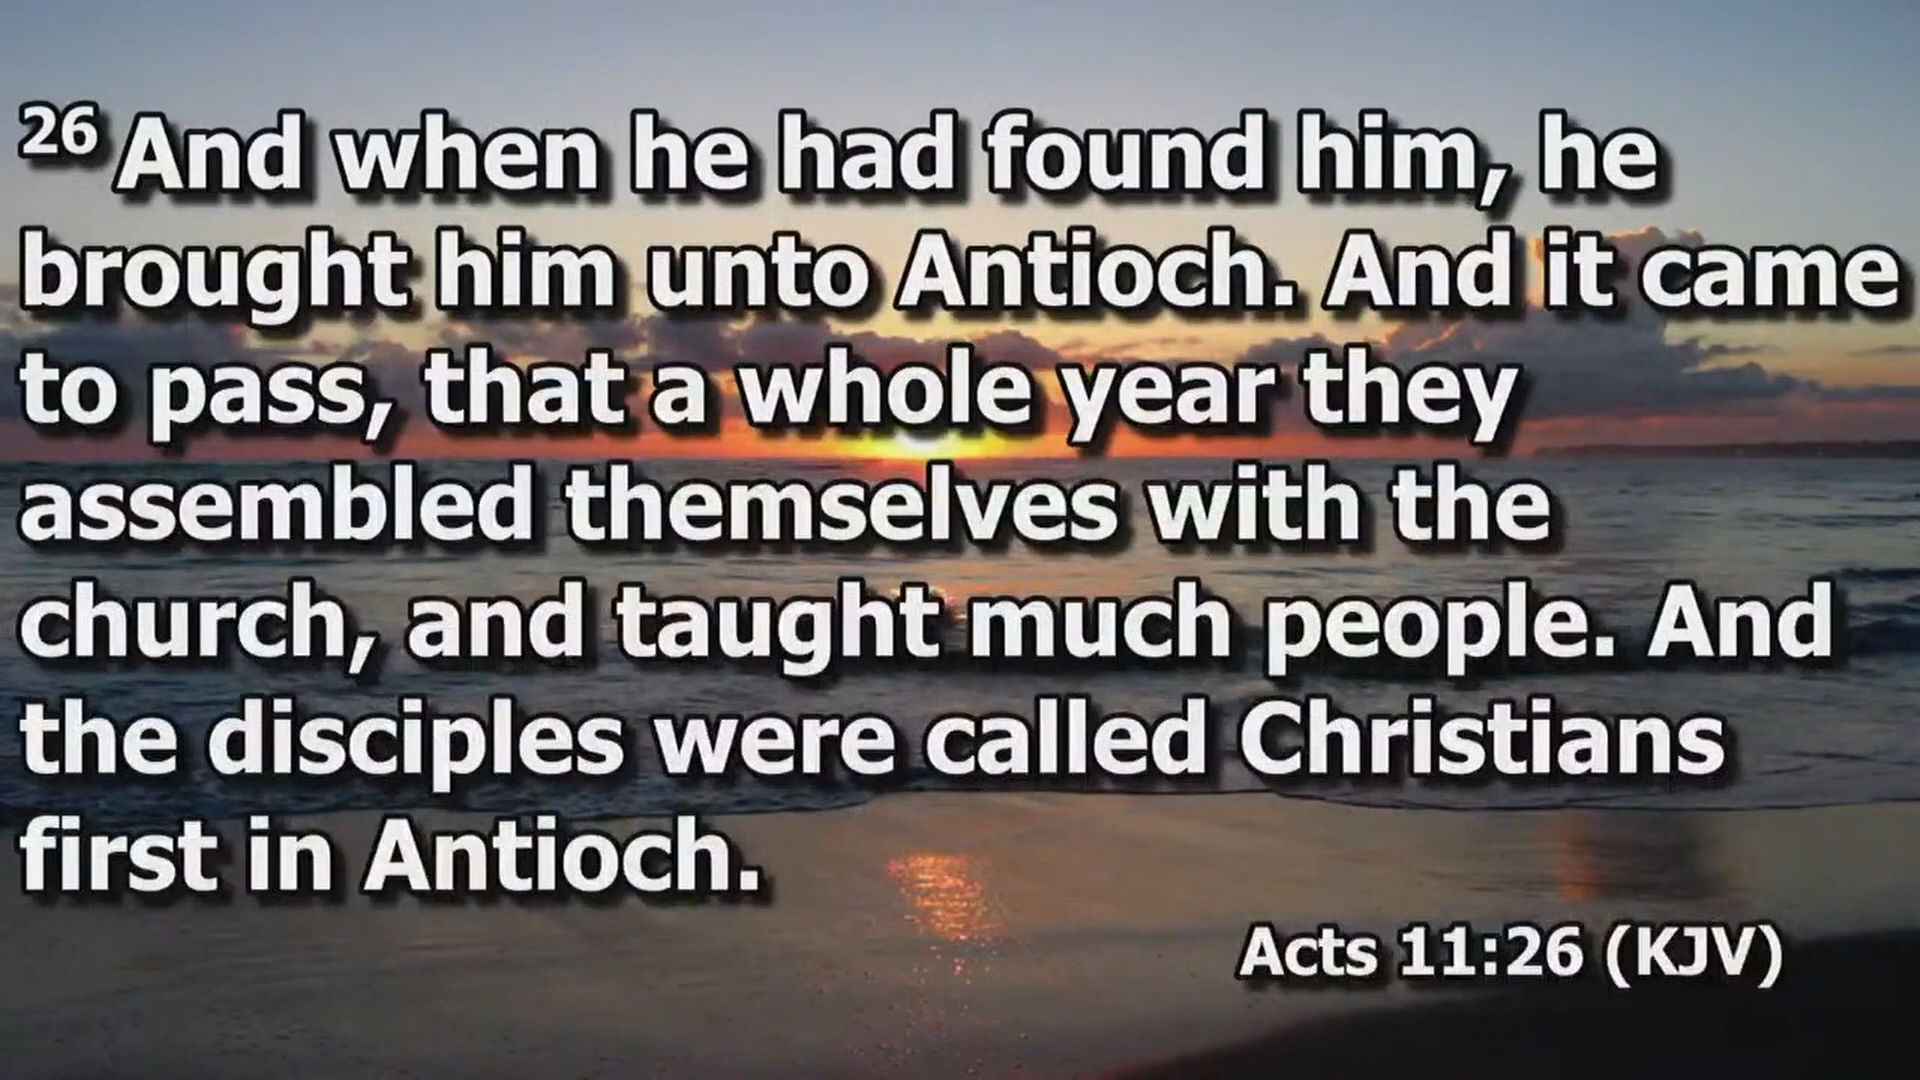 26 And when he had found him, he
brought him unto Antioch. And it came
to pass, that a whole year they
assembled themselves with the
church, and taught much people. And
the disciples were called Christians
first in Antioch.
Acts 11:26 (KJV)